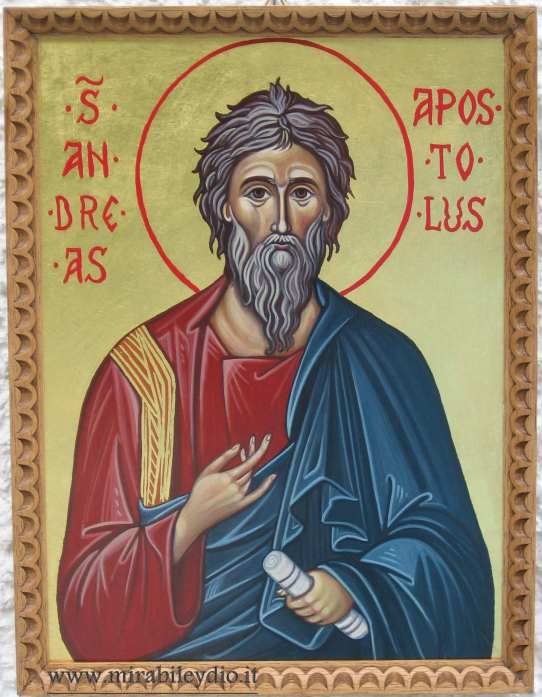 ·S̃·
AN·
·DRE·
·AS
APOS·
·TO·
·LUS
www.mirabileydio.it